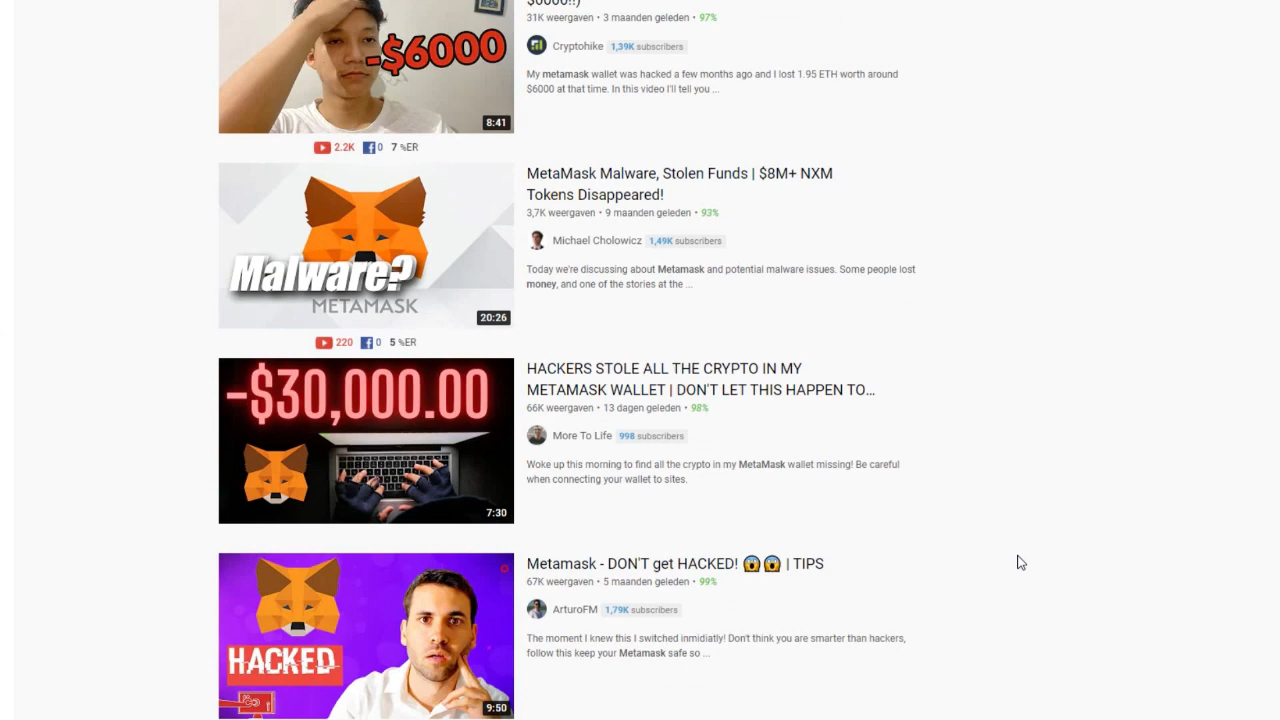 $6000!!)
31K weergaven • 3 maanden geleden • 97%
-$6000
Cryptohike 1,39K subscribers
My metamask wallet was hacked a few months ago and I lost 1.95 ETH worth around
$6000 at that time. In this video I'll tell you ...
8:41
2.2K 0 7 %ER
MetaMask Malware, Stolen Funds | $8M+ NXM
Tokens Disappeared!
3,7K weergaven • 9 maanden geleden • 93%
Michael Cholowicz 1,49K subscribers
Today we're discussing about Metamask and potential malware issues. Some people lost
money, and one of the stories at the ...
Malware?
METAMASK
20:26
220 0 5 %ER
-$30,000.00
HACKERS STOLE ALL THE CRYPTO IN MY
METAMASK WALLET | DON'T LET THIS HAPPEN TO...
66K weergaven • 13 dagen geleden • 98%
More To Life 998 subscribers
Woke up this morning to find all the crypto in my MetaMask wallet missing! Be careful
when connecting your wallet to sites.
7:30
Metamask - DON'T get HACKED! 😱😱 | TIPS
67K weergaven • 5 maanden geleden • 99%
ArturoFM 1,79K subscribers
The moment I knew this I switched inmidiatly! Don't think you are smarter than hackers,
follow this keep your Metamask safe so ...
HACKED
9:50